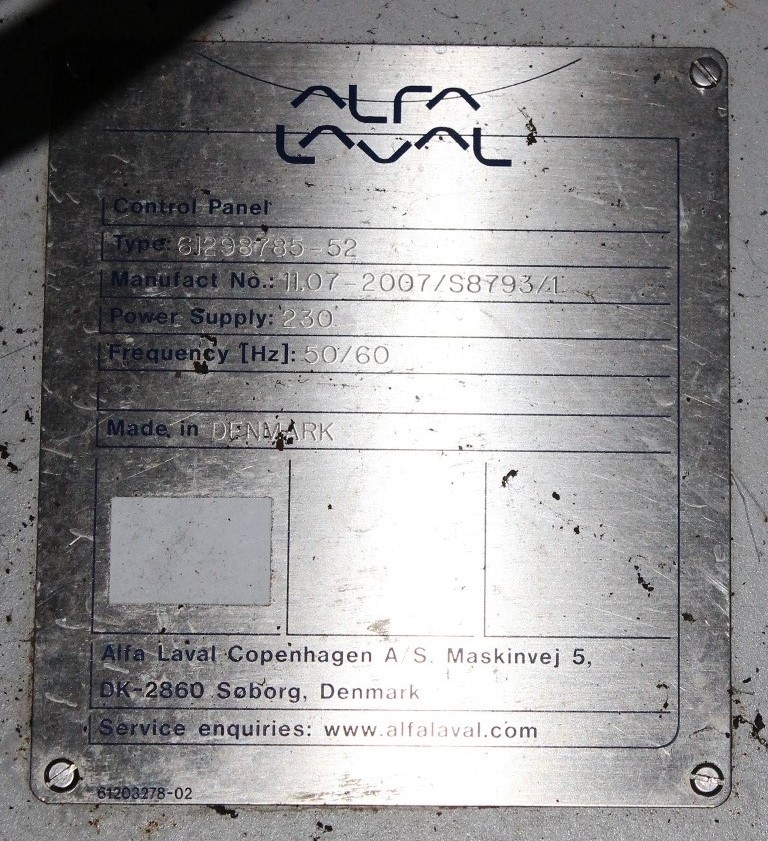 ALFA
LAVAL
Control Panel
Type: 61298785-52
Manufact No.: 11.07-2007/S8793/1
Power Supply: 230
Frequency [Hz]: 50/60
Made in DENMARK
Alfa Laval Copenhagen A/S. Maskinvej 5,
DK-2860 Søborg, Denmark
Service enquiries: www.alfalaval.com
61203278-02